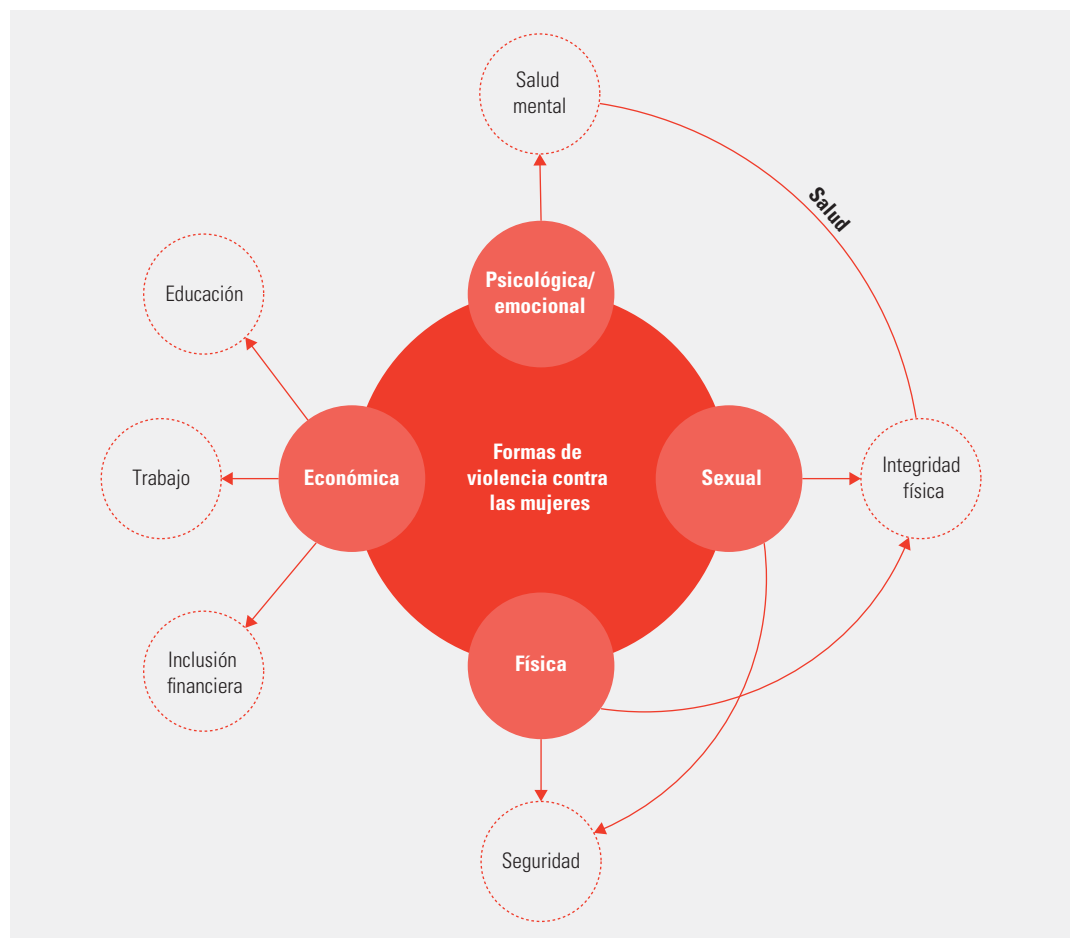 Salud
mental
Salud
Psicológica/
emocional
Educación
Formas de
violencia contra
las mujeres
Económica
Trabajo
Sexual
Integridad
física
Inclusión
financiera
Física
Seguridad